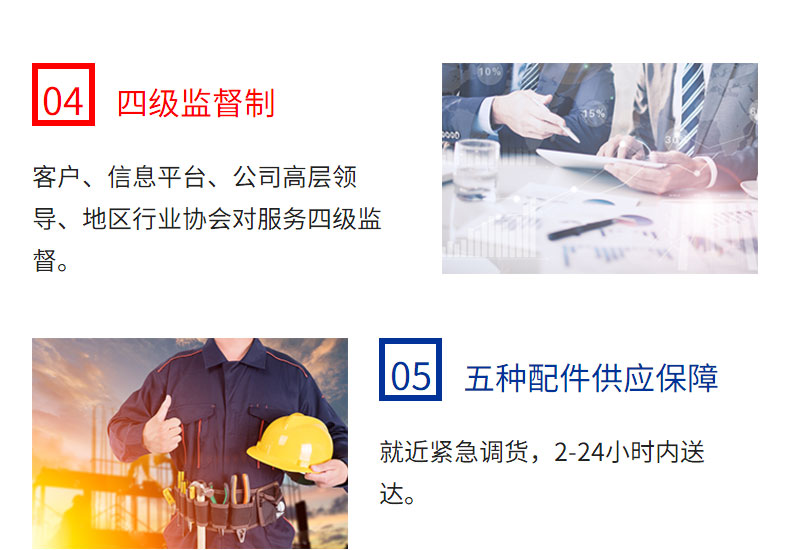 04
四级监督制
10%
15%
客户、信息平台、公司高层领
导、地区行业协会对服务四级监
督。
05
五种配件供应保障
就近紧急调货，2-24小时内送
达。